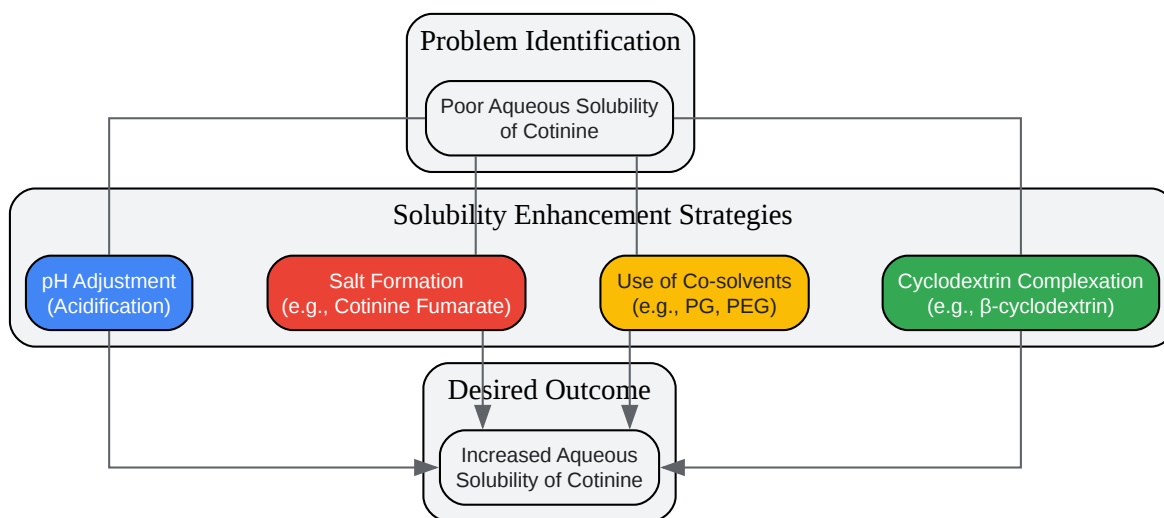 Problem Identification
Poor Aqueous Solubility
of Cotinine
Solubility Enhancement Strategies
pH Adjustment
(Acidification)
Salt Formation
(e.g., Cotinine Fumarate)
Use of Co-solvents
(e.g., PG, PEG)
Cyclodextrin Complexation
(e.g., β-cyclodextrin)
Desired Outcome
Increased Aqueous
Solubility of Cotinine